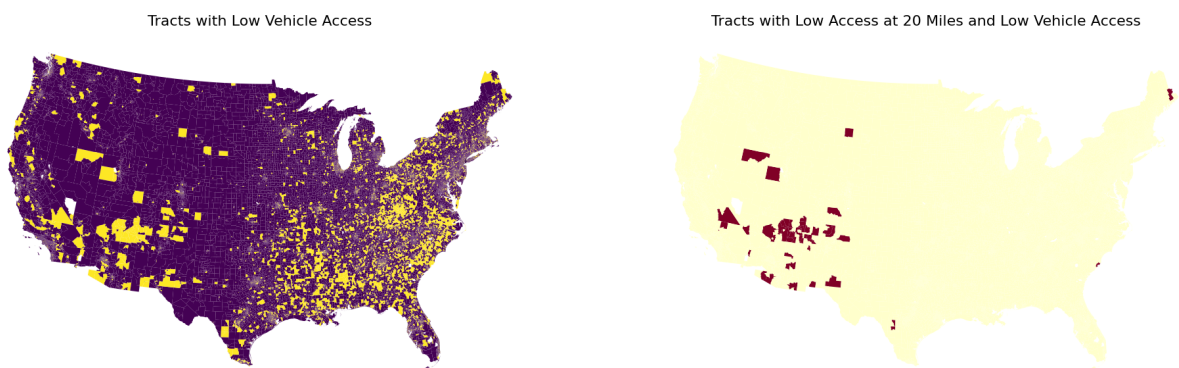 Tracts with Low Vehicle Access
Tracts with Low Access at 20 Miles and Low Vehicle Access